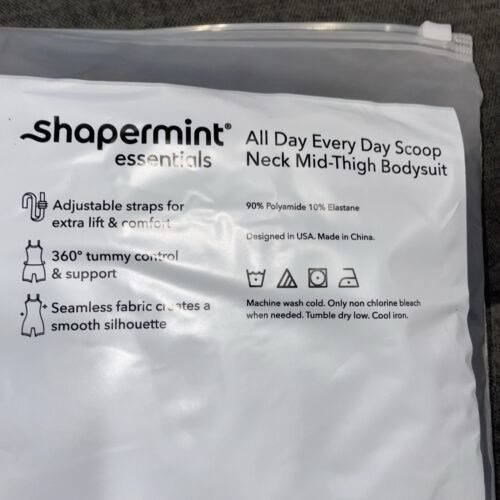 shapermint®
essentials
All Day Every Day Scoop
Neck Mid-Thigh Bodysuit
Adjustable straps for
extra lift & comfort
360° tummy control
& support
Seamless fabric creates a
smooth silhouette
90% Polyamide 10% Elastane
Designed in USA. Made in China.
Machine wash cold. Only non chlorine bleach
when needed. Tumble dry low. Cool iron.